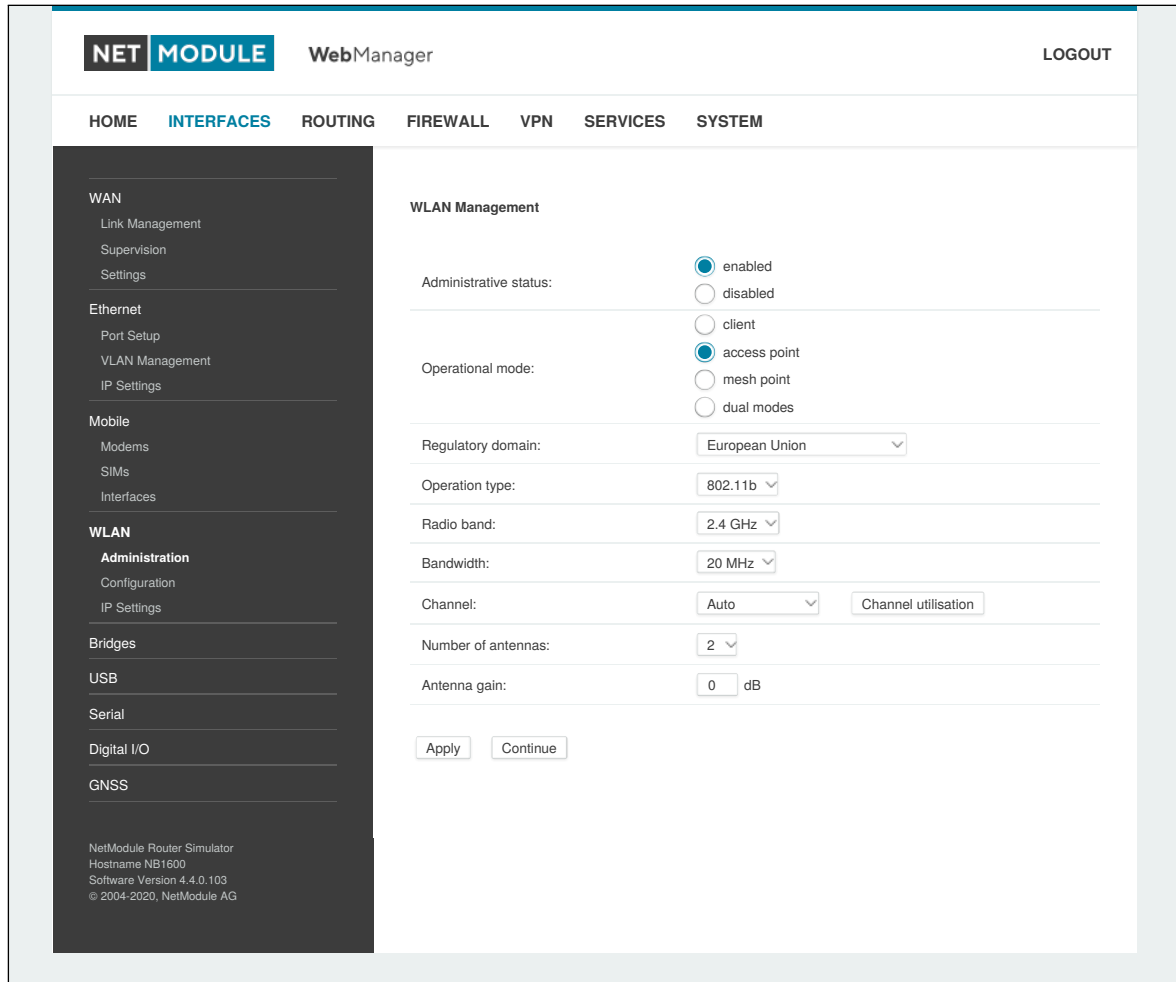 NET MODULE WebManager LOGOUT
HOME INTERFACES ROUTING FIREWALL VPN SERVICES SYSTEM
WAN
Link Management
Supervision
Settings
Ethernet
Port Setup
VLAN Management
IP Settings
Mobile
Modems
SIMs
Interfaces
WLAN
Administration
Configuration
IP Settings
Bridges
USB
Serial
Digital I/O
GNSS
NetModule Router Simulator
Hostname NB1600
Software Version 4.4.0.103
© 2004-2020, NetModule AG
WLAN Management
Administrative status:
enabled
disabled
Operational mode:
client
access point
mesh point
dual modes
Regulatory domain: European Union
Operation type: 802.11b
Radio band: 2.4 GHz
Bandwidth: 20 MHz
Channel: Auto Channel utilisation
Number of antennas: 2
Antenna gain: 0 dB
Apply Continue